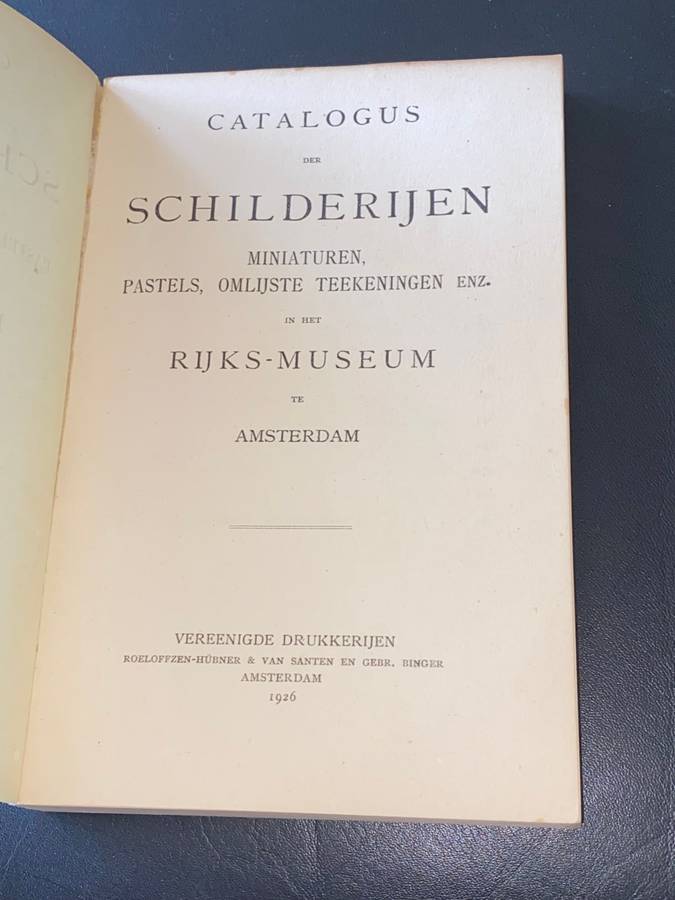 CATALOGUS
DER
SCHILDERIJEN
MINIATUREN,
PASTELS, OMLIJSTE TEEKENINGEN ENZ.
IN HET
RIJKS-MUSEUM
TE
AMSTERDAM
VEREENIGDE DRUKKERIJEN
ROELOFFZEN-HÜBNER & VAN SANTEN EN GEBR. BINGER
AMSTERDAM
1926